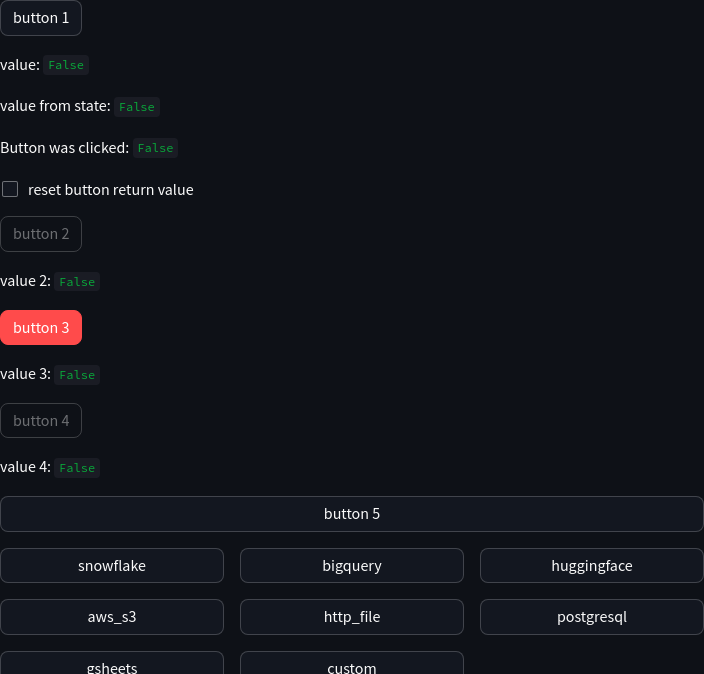 button 1
value: False
value from state: False
Button was clicked: False
reset button return value
button 2
value 2: False
button 3
value 3: False
button 4
value 4: False
button 5
snowflake bigquery huggingface
aws_s3 http_file postgresql
gsheets custom